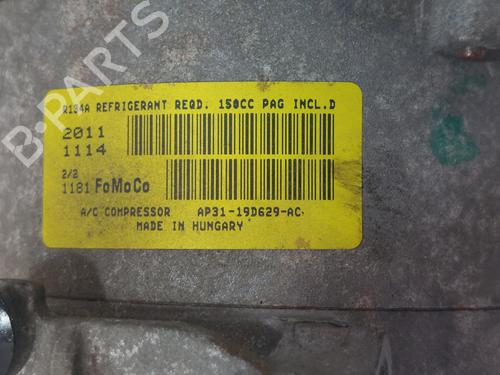 R134A REFRIGERANT REQD. 150CC PAG INCL.D
2011
1114
2/2
1181 FoMoCo
A/C COMPRESSOR AP31-19D629-AC
MADE IN HUNGARY
B-PARTS